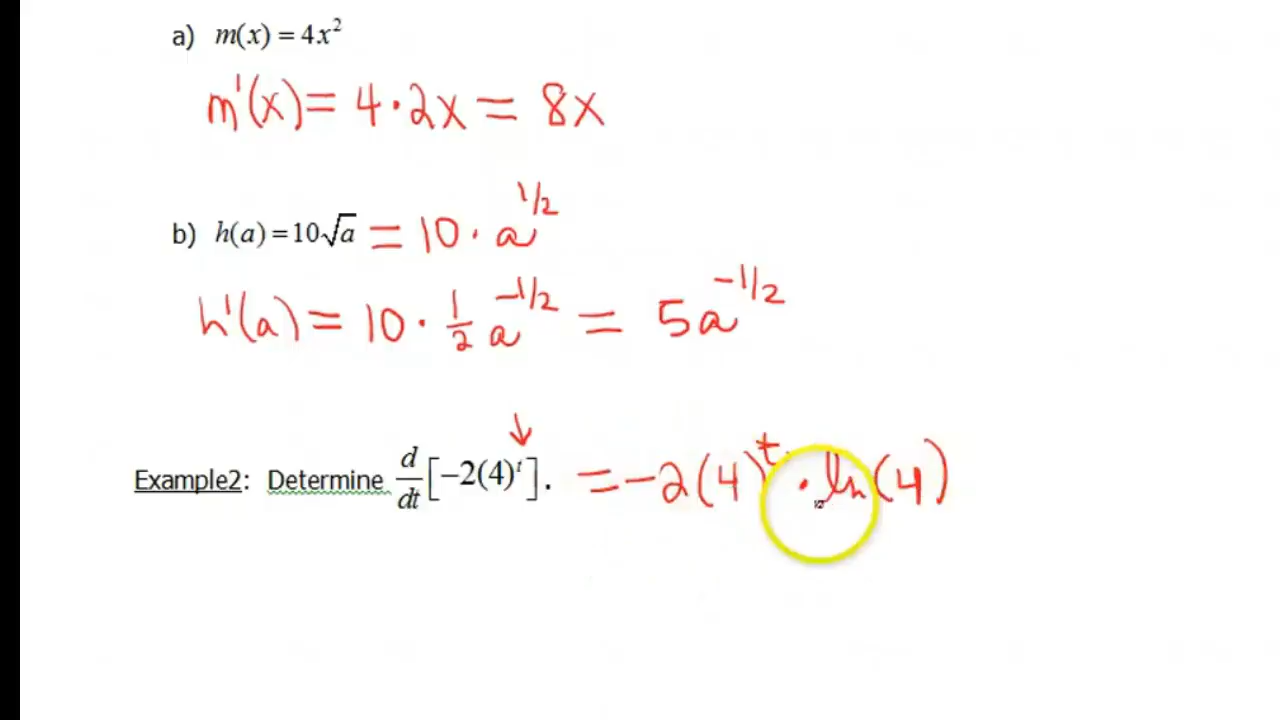 a) m(x) = 4x²
m'(x) = 4 · 2x = 8x
b) h(a) = 10√a = 10 · a^1/2
h'(a) = 10 · 1/2 a^-1/2 = 5a^-1/2
Example2: Determine d/dt [-2(4)^t]. = -2(4)^t · ln(4)